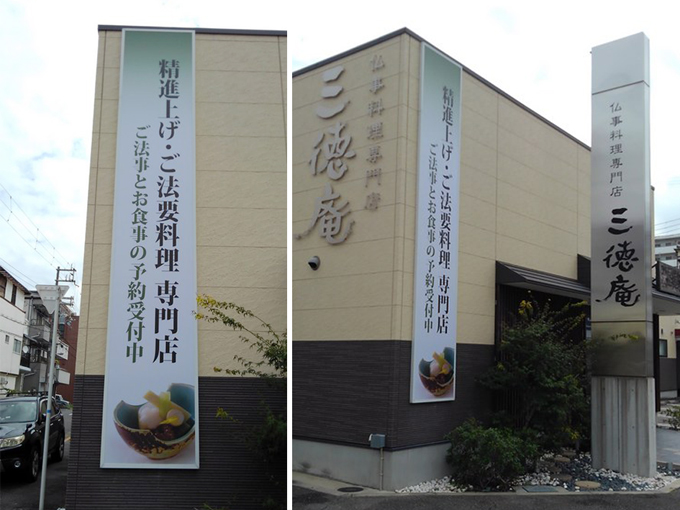 精進上げ・ご法要料理 専門店
ご法事とお食事の予約受付中
仏事料理専門店
三徳庵
精進上げ・ご法要料理 専門店
ご法事とお食事の予約受付中
仏事料理専門店
三徳庵